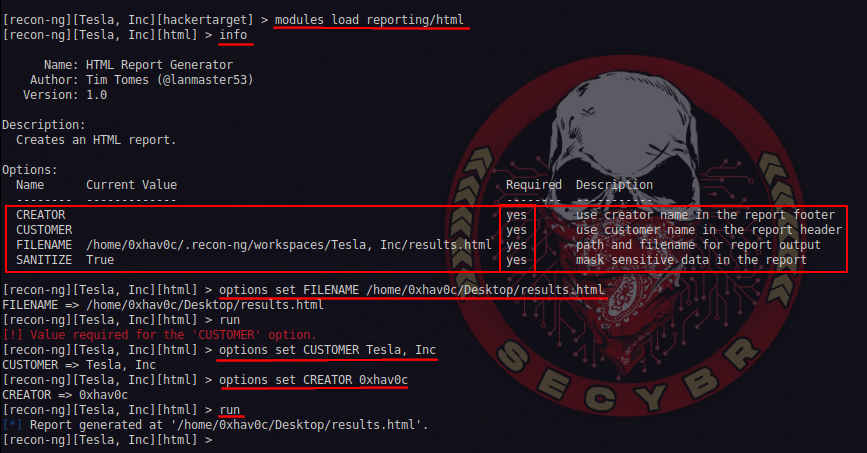 [recon-ng][Tesla, Inc][hackertarget] > modules load reporting/html
[recon-ng][Tesla, Inc][html] > info
Name: HTML Report Generator
Author: Tim Tomes (@lanmaster53)
Version: 1.0
Description:
Creates an HTML report.
Options:
Name Current Value Required Description
-------- ------------- -------- -----------
CREATOR yes use creator name in the report footer
CUSTOMER yes use customer name in the report header
FILENAME /home/0xhav0c/.recon-ng/workspaces/Tesla, Inc/results.html yes path and filename for report output
SANITIZE True yes mask sensitive data in the report
[recon-ng][Tesla, Inc][html] > options set FILENAME /home/0xhav0c/Desktop/results.html
FILENAME => /home/0xhav0c/Desktop/results.html
[recon-ng][Tesla, Inc][html] > run
[!] Value required for the 'CUSTOMER' option.
[recon-ng][Tesla, Inc][html] > options set CUSTOMER Tesla, Inc
CUSTOMER => Tesla, Inc
[recon-ng][Tesla, Inc][html] > options set CREATOR 0xhav0c
CREATOR => 0xhav0c
[recon-ng][Tesla, Inc][html] > run
[*] Report generated at '/home/0xhav0c/Desktop/results.html'.
[recon-ng][Tesla, Inc][html] >
SECYBR